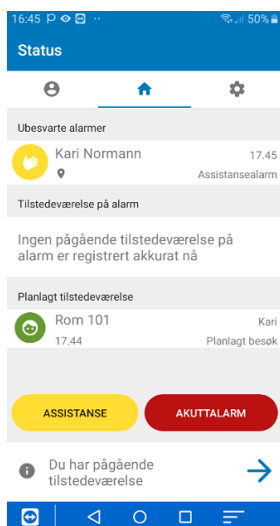 16:45
50%
Status
Ubesvarte alarmer
Kari Normann 17.45
Assistansealarm
Tilstedeværelse på alarm
Ingen pågående tilstedeværelse på
alarm er registrert akkurat nå
Planlagt tilstedeværelse
Rom 101 Kari
17.44 Planlagt besøk
ASSISTANSE AKUTTALARM
Du har pågående
tilstedeværelse